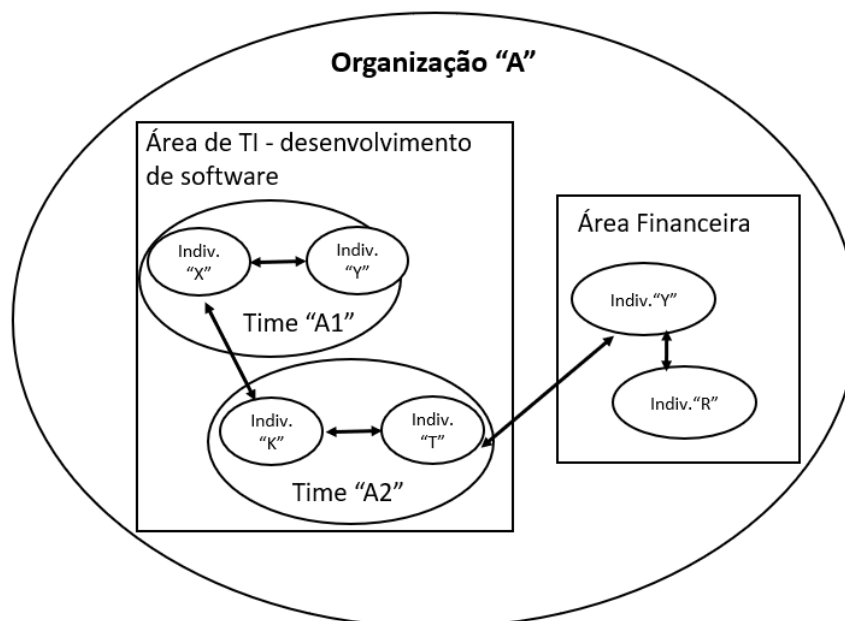 Organização “A”
Área de TI - desenvolvimento
de software
Indiv.
“X”
Indiv.
“Y”
Time “A1”
Indiv.
“K”
Indiv.
“T”
Time “A2”
Área Financeira
Indiv.“Y”
Indiv.“R”